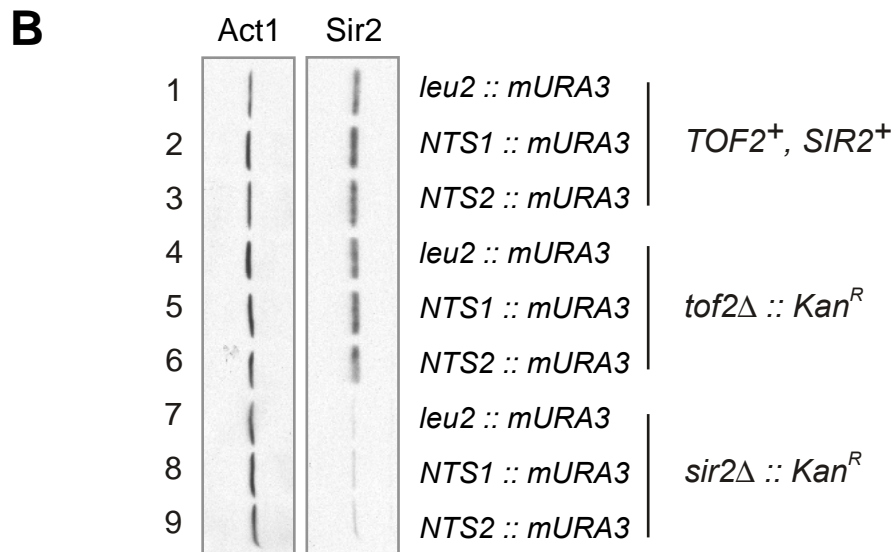 B
Act1 Sir2
1 leu2 :: mURA3
2 NTS1 :: mURA3 TOF2⁺, SIR2⁺
3 NTS2 :: mURA3
4 leu2 :: mURA3
5 NTS1 :: mURA3 tof2Δ :: Kanᴿ
6 NTS2 :: mURA3
7 leu2 :: mURA3
8 NTS1 :: mURA3 sir2Δ :: Kanᴿ
9 NTS2 :: mURA3